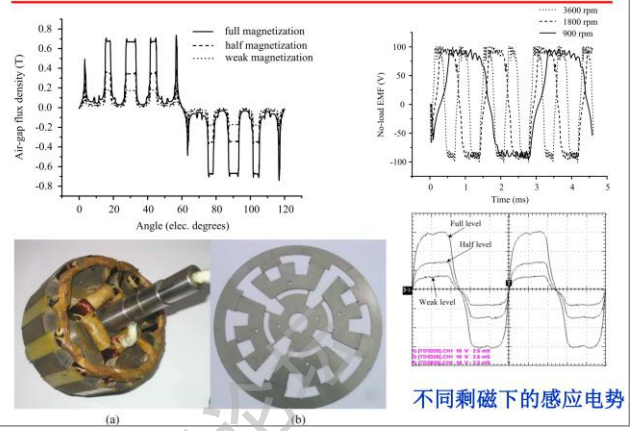 full magnetization
half magnetization
weak magnetization
Air-gap flux density (T)
0.8
0.6
0.4
0.2
0.0
-0.2
-0.4
-0.6
-0.8
0 20 40 60 80 100 120
Angle (elec. degrees)
3600 rpm
1800 rpm
900 rpm
No-load EMF (V)
100
50
0
-50
-100
0 1 2 3 4 5
Time (ms)
Full level
Half level
Weak level
(a)
(b)
不同剩磁下的感应电势